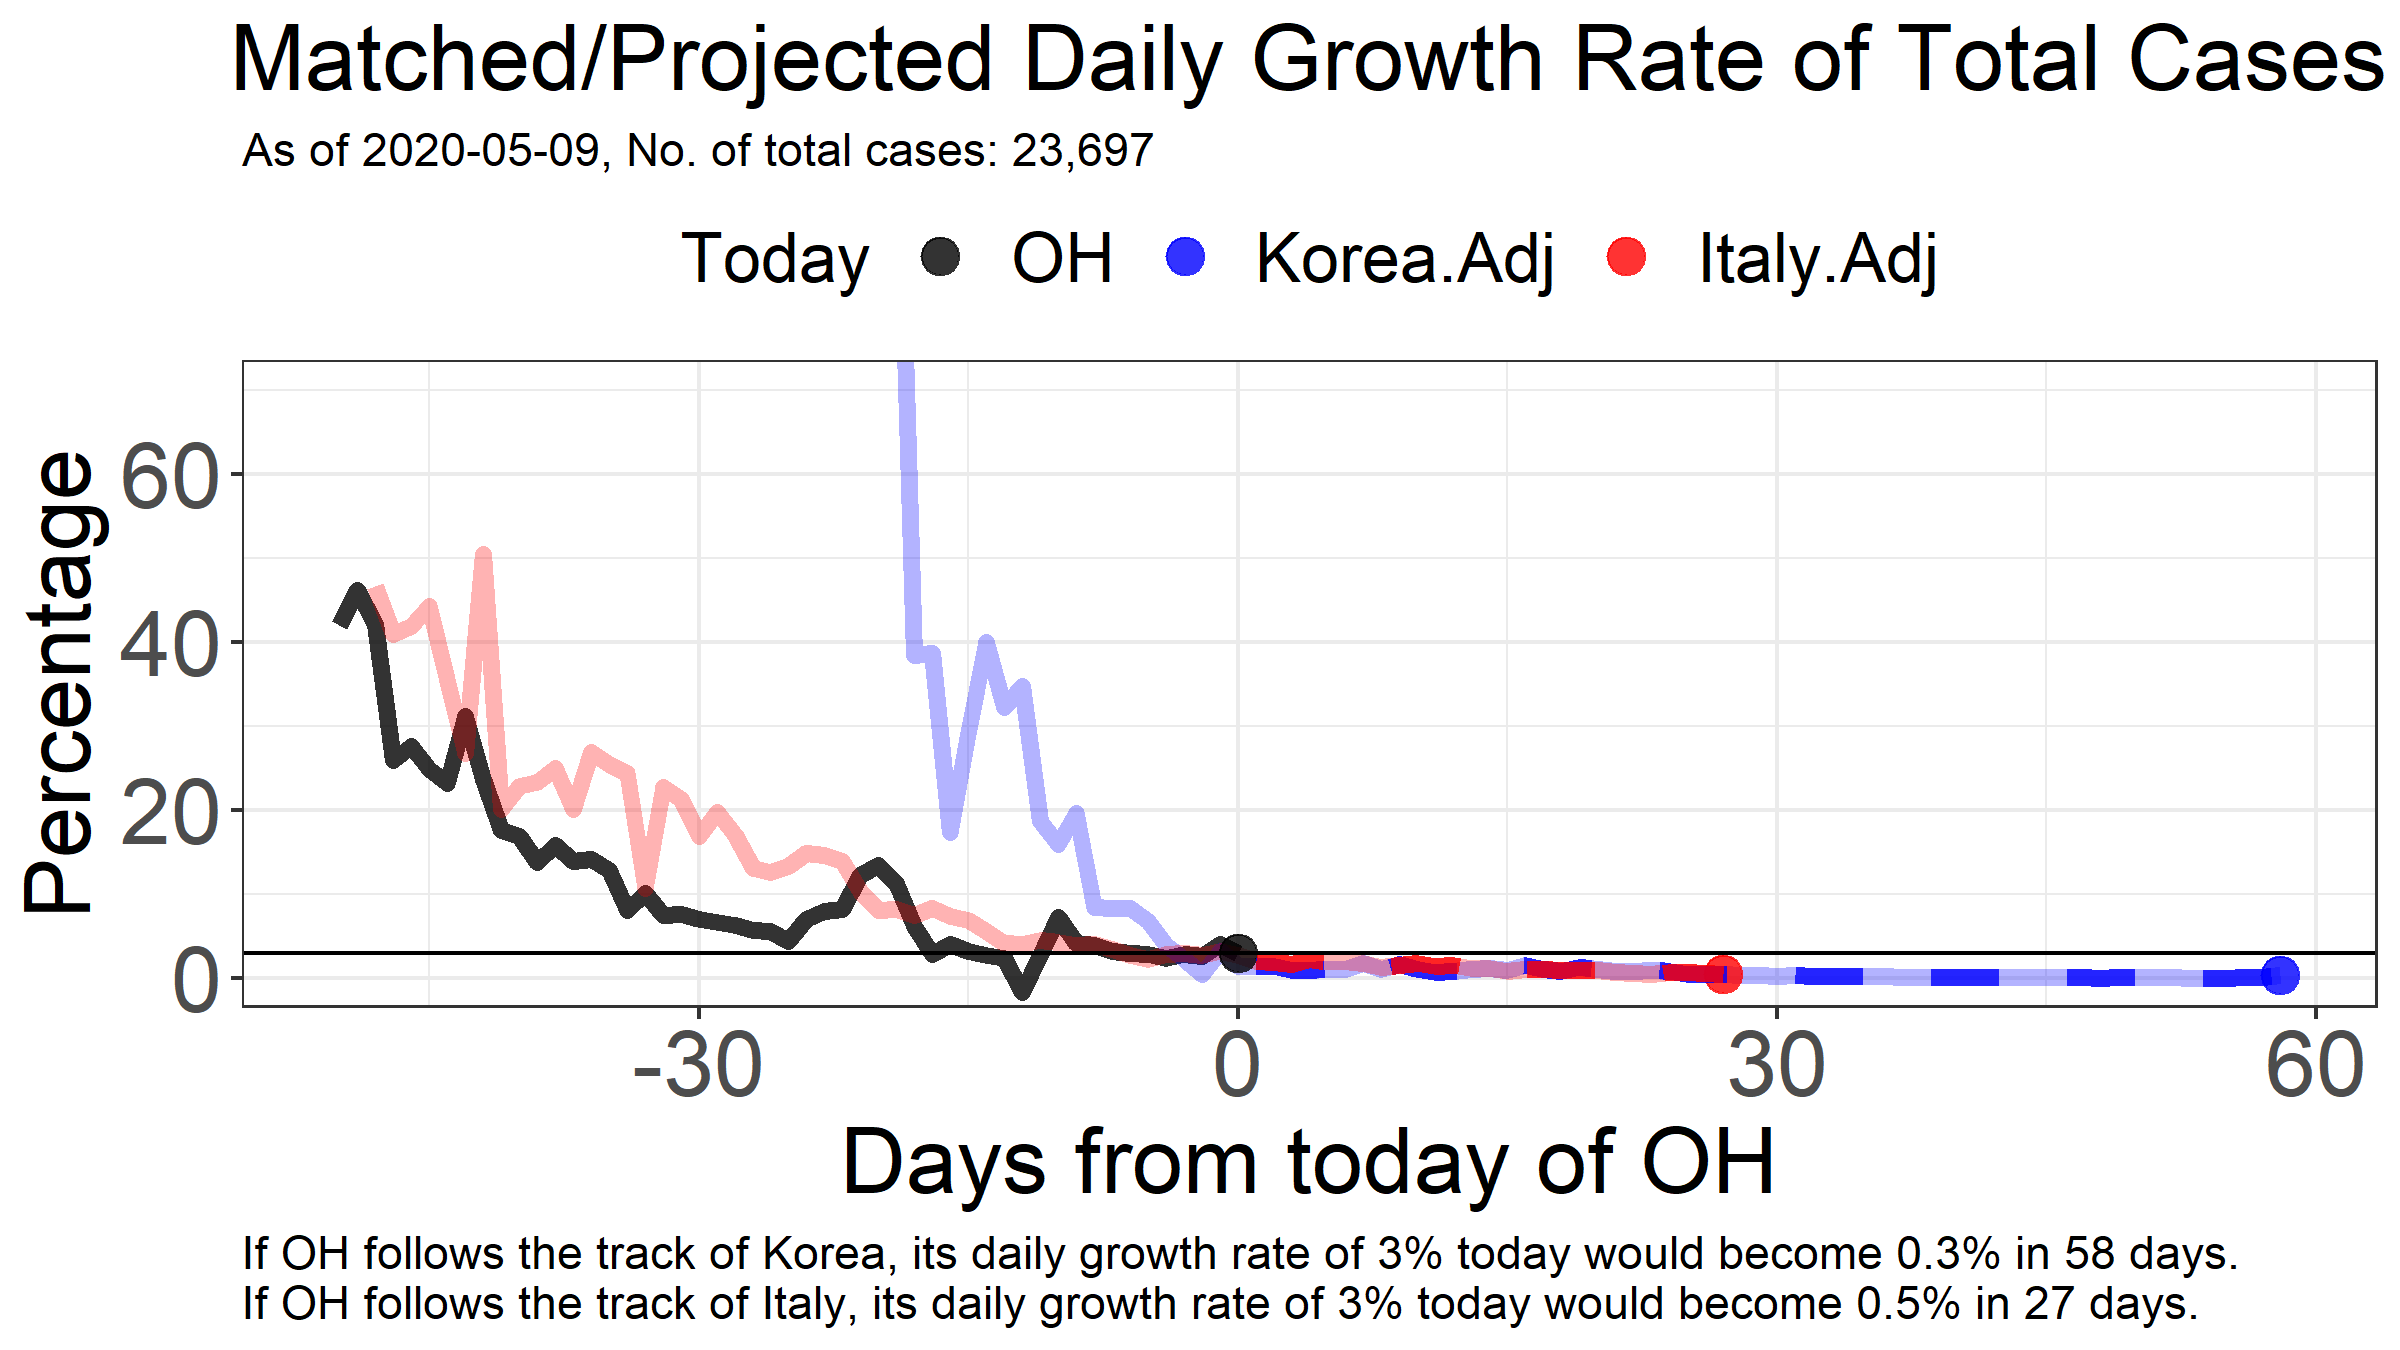 Matched/Projected Daily Growth Rate of Total Cases
As of 2020-05-09, No. of total cases: 23,697
Today OH Korea.Adj Italy.Adj
Percentage
60
40
20
0
-30 0 30 60
Days from today of OH
If OH follows the track of Korea, its daily growth rate of 3% today would become 0.3% in 58 days.
If OH follows the track of Italy, its daily growth rate of 3% today would become 0.5% in 27 days.